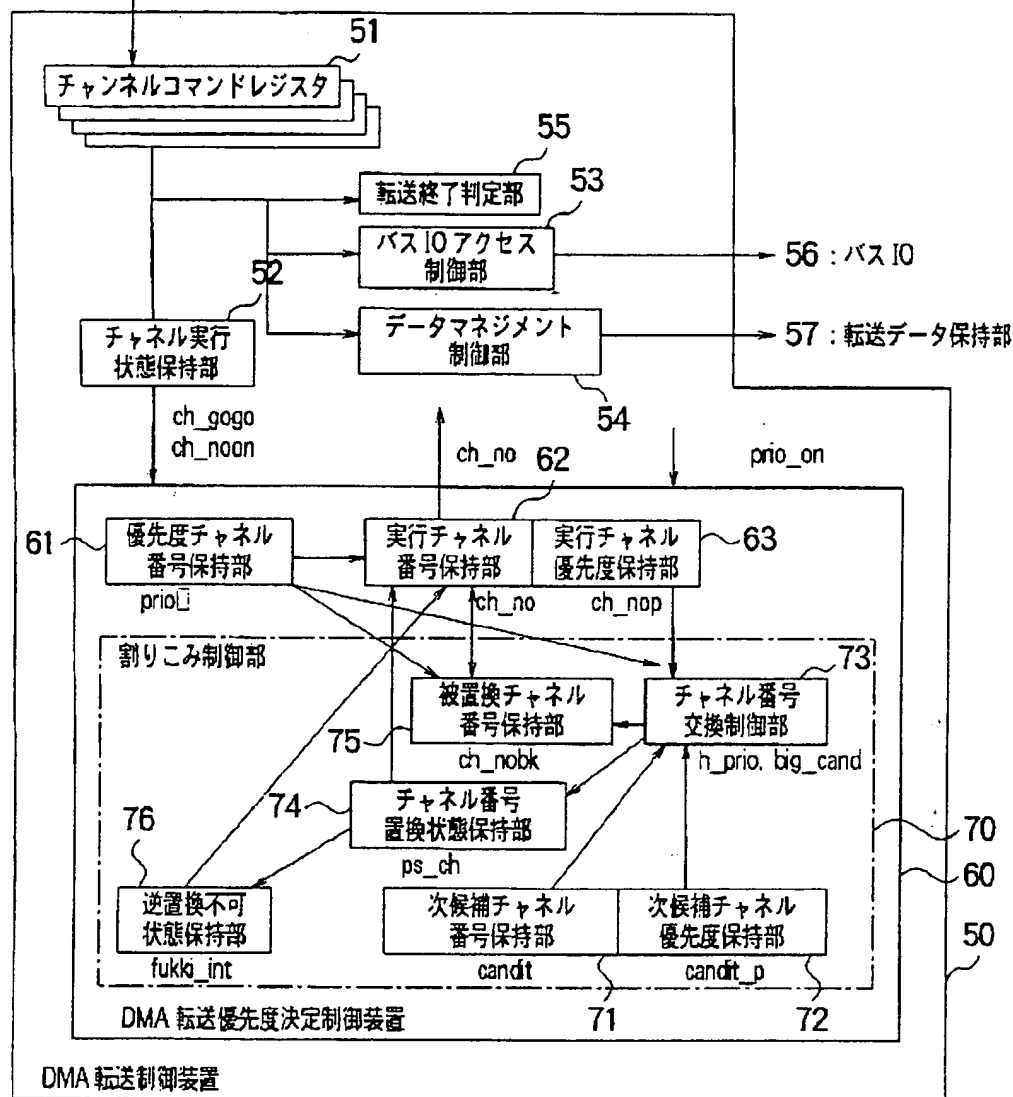 51
チャンネルコマンドレジスタ
55
転送終了判定部
53
バスIOアクセス
制御部
56：バスIO
52
チャネル実行
状態保持部
データマネジメント
制御部
57：転送データ保持部
54
ch_gogo
ch_noon
ch_no
62
prio_on
61
優先度チャネル
番号保持部
実行チャネル
番号保持部
実行チャネル
優先度保持部
63
prio□
ch_no
ch_nop
割りこみ制御部
73
被置換チャネル
番号保持部
チャネル番号
交換制御部
75
ch_nobk
h_prio, big_cand
74
チャネル番号
置換状態保持部
70
76
ps_ch
60
逆置換不可
状態保持部
次候補チャネル
番号保持部
次候補チャネル
優先度保持部
50
fukki_int
candit
candit_p
71
72
DMA転送優先度決定制御装置
DMA転送制御装置